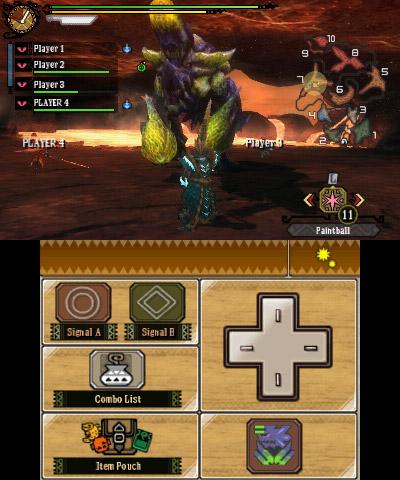 Player 1
Player 2
Player 3
PLAYER 4
PLAYER 4
Player 3
10
9
8
5
7
6
4
3
2
1
11
Paintball
Signal A
Signal B
Combo List
Item Pouch